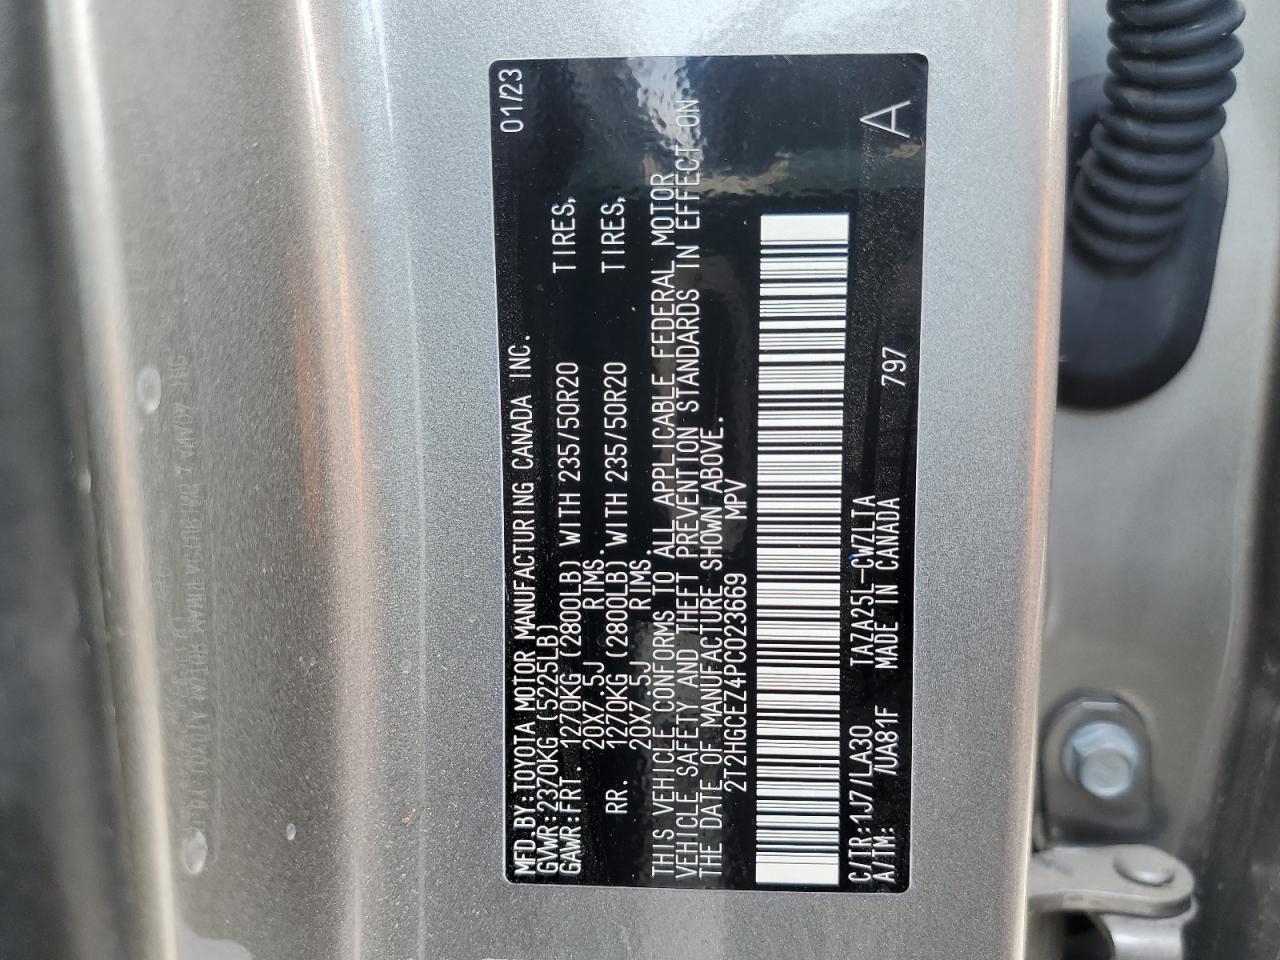 MFD.BY:TOYOTA MOTOR MANUFACTURING CANADA INC. 01/23
GVWR:2370KG (5225LB)
GAWR:FRT. 1270KG (2800LB) WITH 235/50R20 TIRES,
20X7.5J RIMS.
RR. 1270KG (2800LB) WITH 235/50R20 TIRES,
20X7.5J RIMS.
THIS VEHICLE CONFORMS TO ALL APPLICABLE FEDERAL MOTOR
VEHICLE SAFETY AND THEFT PREVENTION STANDARDS IN EFFECT ON
THE DATE OF MANUFACTURE SHOWN ABOVE.
2T2HGCEZ4PC023669 MPV
C/TR:1J7/LA30 TAZA25L-CWZLTA
A/TM: /UA81F MADE IN CANADA 797
A